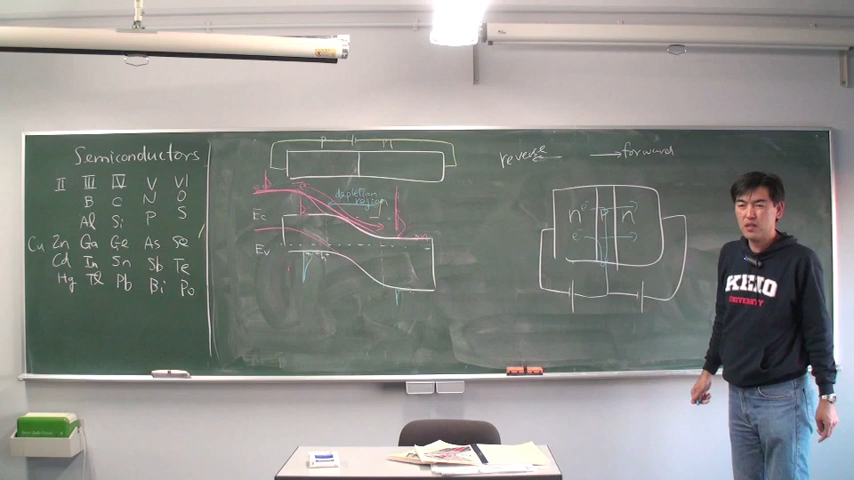 Semiconductors
II III IV V VI
B C N O
Al Si P S
Cu Zn Ga Ge As Se
Cd In Sn Sb Te
Hg Tl Pb Bi Po
p n
depletion
region
Ec
Ev
reverse
forward
n e p n
e
KEIO
UNIVERSITY